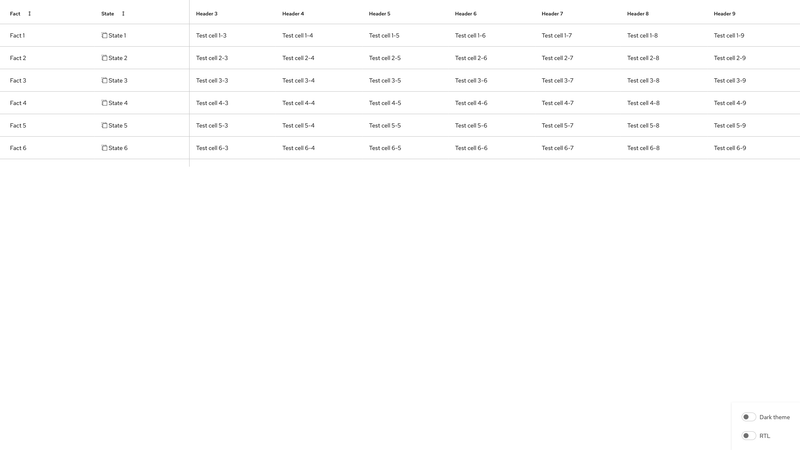 Fact State Header 3 Header 4 Header 5 Header 6 Header 7 Header 8 Header 9
Fact 1 State 1 Test cell 1-3 Test cell 1-4 Test cell 1-5 Test cell 1-6 Test cell 1-7 Test cell 1-8 Test cell 1-9
Fact 2 State 2 Test cell 2-3 Test cell 2-4 Test cell 2-5 Test cell 2-6 Test cell 2-7 Test cell 2-8 Test cell 2-9
Fact 3 State 3 Test cell 3-3 Test cell 3-4 Test cell 3-5 Test cell 3-6 Test cell 3-7 Test cell 3-8 Test cell 3-9
Fact 4 State 4 Test cell 4-3 Test cell 4-4 Test cell 4-5 Test cell 4-6 Test cell 4-7 Test cell 4-8 Test cell 4-9
Fact 5 State 5 Test cell 5-3 Test cell 5-4 Test cell 5-5 Test cell 5-6 Test cell 5-7 Test cell 5-8 Test cell 5-9
Fact 6 State 6 Test cell 6-3 Test cell 6-4 Test cell 6-5 Test cell 6-6 Test cell 6-7 Test cell 6-8 Test cell 6-9
Dark theme
RTL